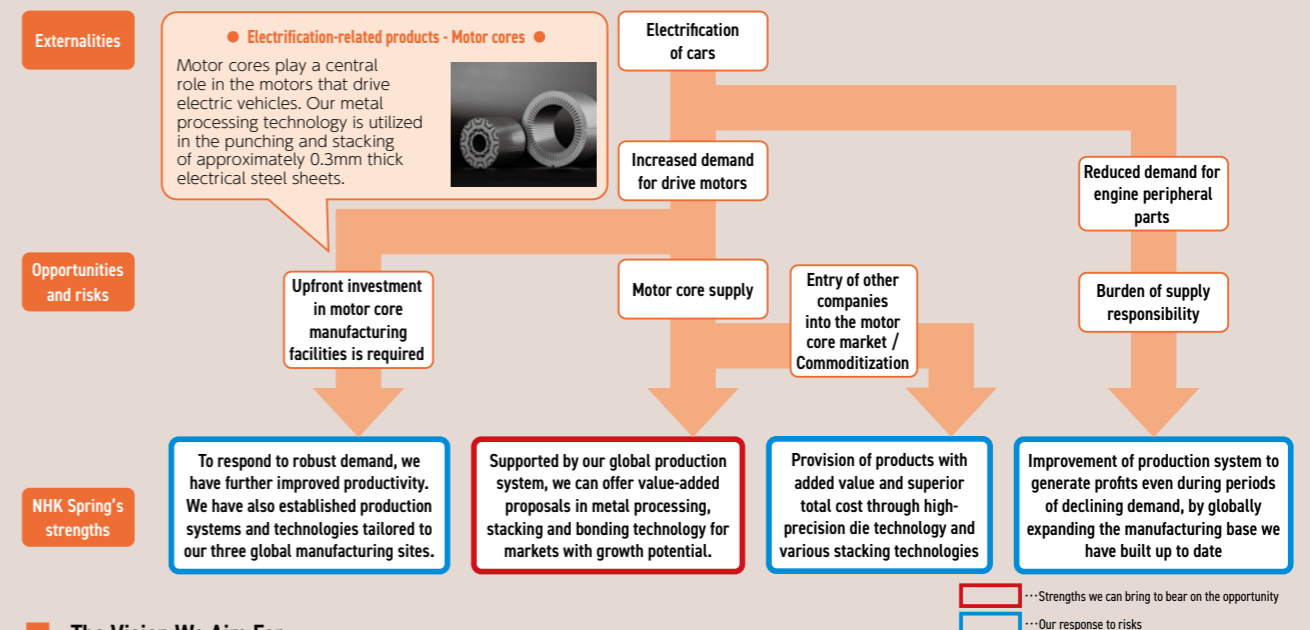 Externalities
● Electrification-related products - Motor cores ●
Motor cores play a central
role in the motors that drive
electric vehicles. Our metal
processing technology is utilized
in the punching and stacking
of approximately 0.3mm thick
electrical steel sheets.
Electrification
of cars
Increased demand
for drive motors
Reduced demand for
engine peripheral
parts
Opportunities
and risks
Upfront investment
in motor core
manufacturing
facilities is required
Motor core supply
Entry of other
companies
into the motor
core market /
Commoditization
Burden of supply
responsibility
NHK Spring's
strengths
To respond to robust demand, we
have further improved productivity.
We have also established production
systems and technologies tailored to
our three global manufacturing sites.
Supported by our global production
system, we can offer value-added
proposals in metal processing,
stacking and bonding technology for
markets with growth potential.
Provision of products with
added value and superior
total cost through high-
precision die technology and
various stacking technologies
Improvement of production system to
generate profits even during periods
of declining demand, by globally
expanding the manufacturing base we
have built up to date
···Strengths we can bring to bear on the opportunity
···Our response to risks
The Vision We Aim For